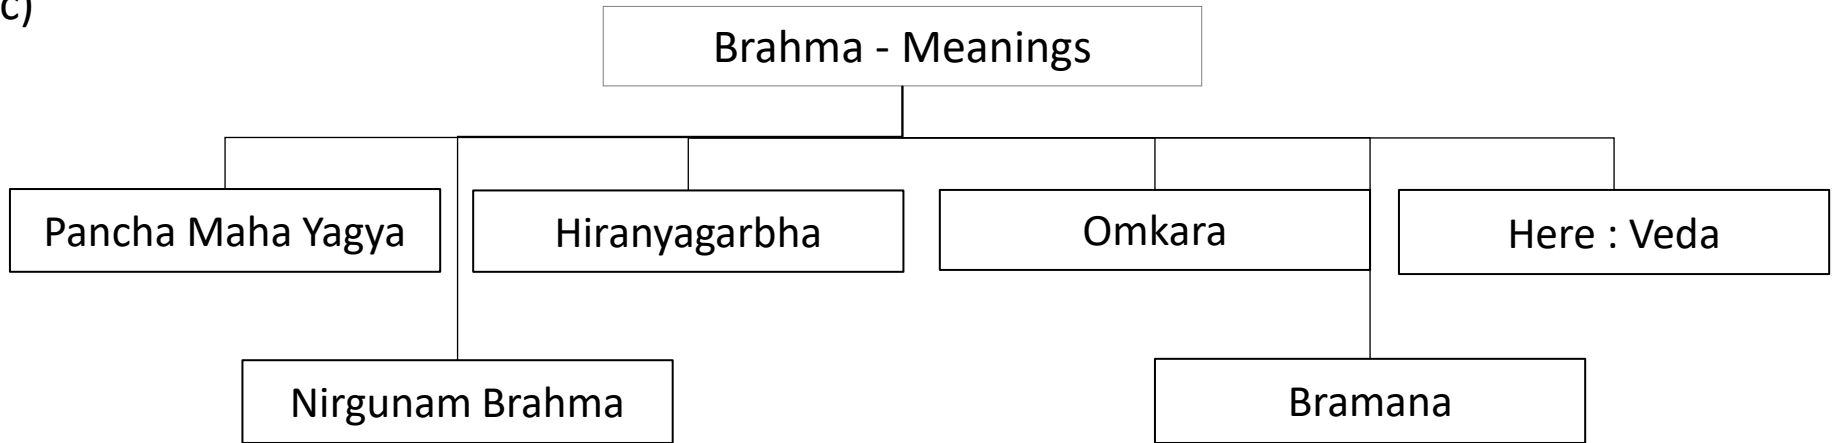 c)
Brahma - Meanings
Pancha Maha Yagya
Hiranyagarbha
Omkara
Here : Veda
Nirgunam Brahma
Bramana